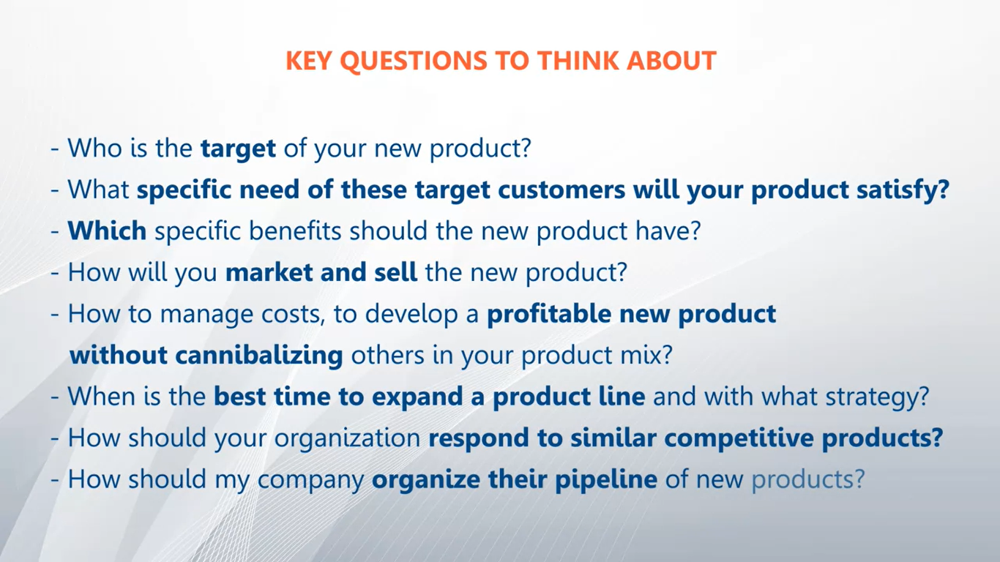 KEY QUESTIONS TO THINK ABOUT
- Who is the target of your new product?
- What specific need of these target customers will your product satisfy?
- Which specific benefits should the new product have?
- How will you market and sell the new product?
- How to manage costs, to develop a profitable new product
without cannibalizing others in your product mix?
- When is the best time to expand a product line and with what strategy?
- How should your organization respond to similar competitive products?
- How should my company organize their pipeline of new products?